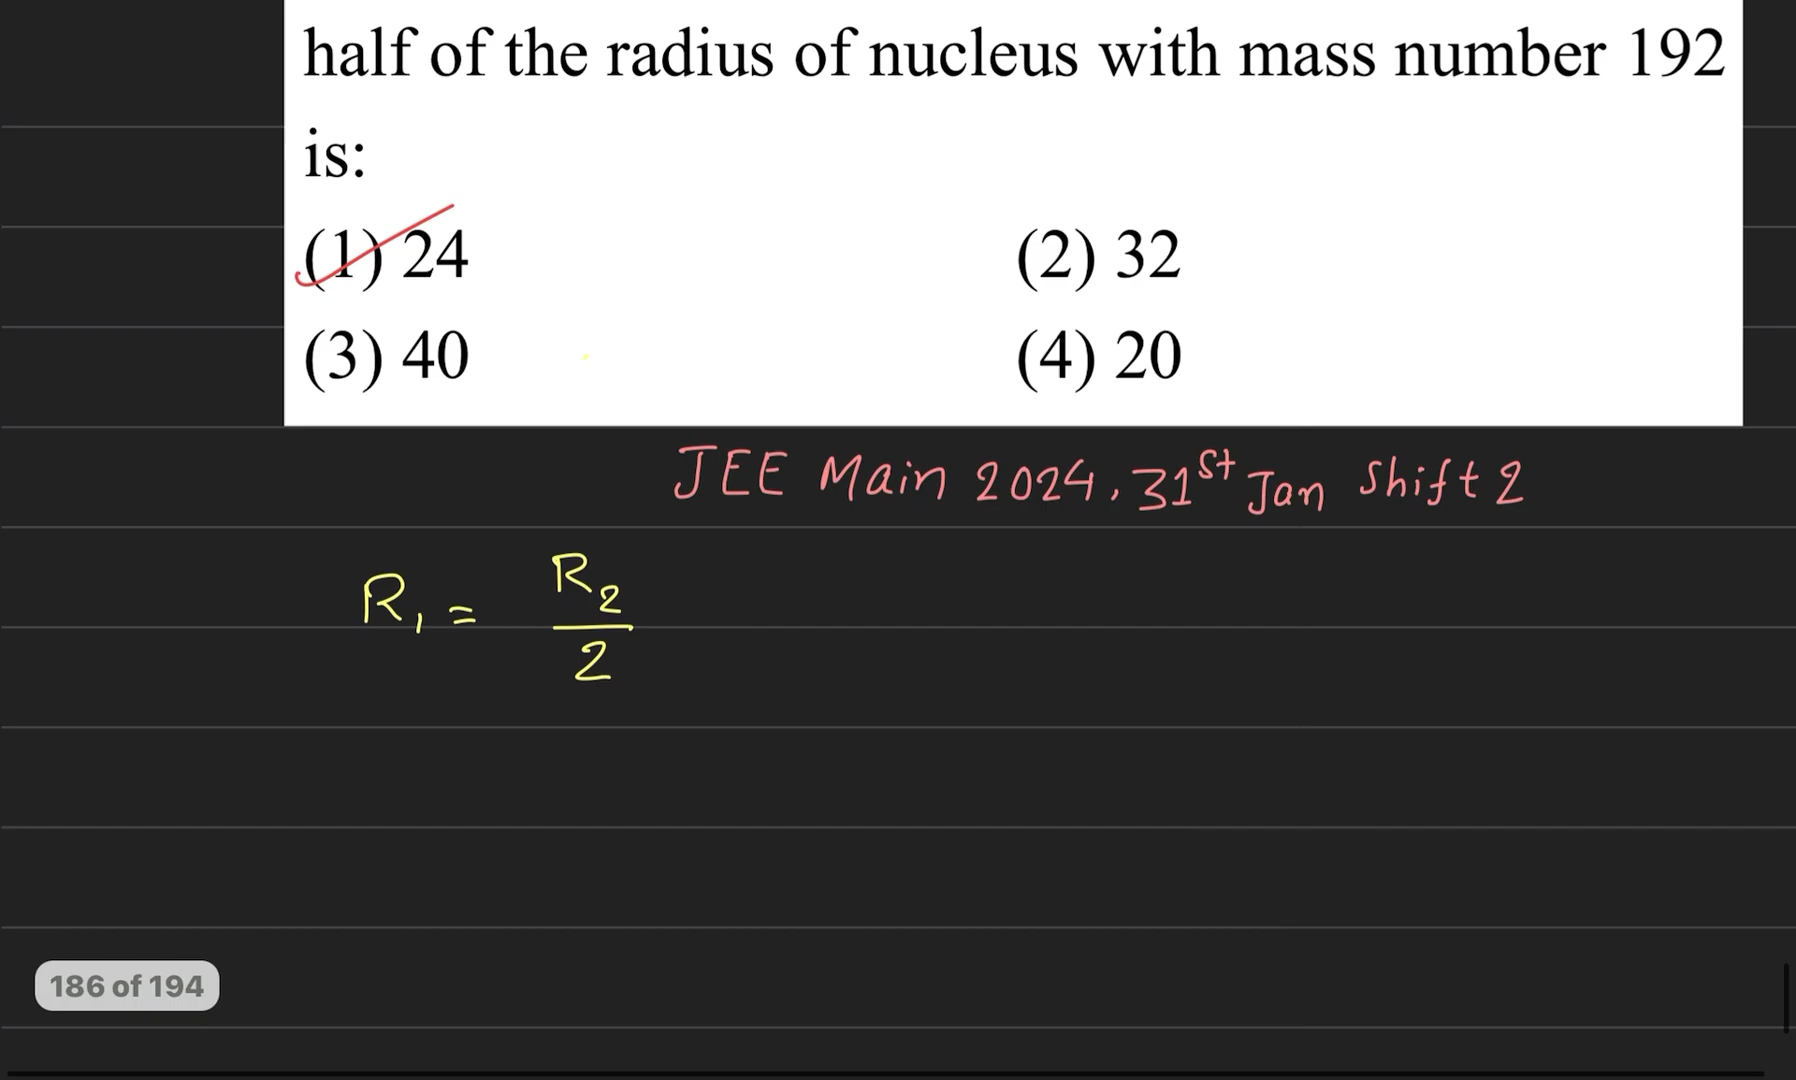 half of the radius of nucleus with mass number 192
is:
(1) 24 (2) 32
(3) 40 (4) 20
JEE Main 2024, 31st Jan Shift 2
R1 = R2/2
186 of 194